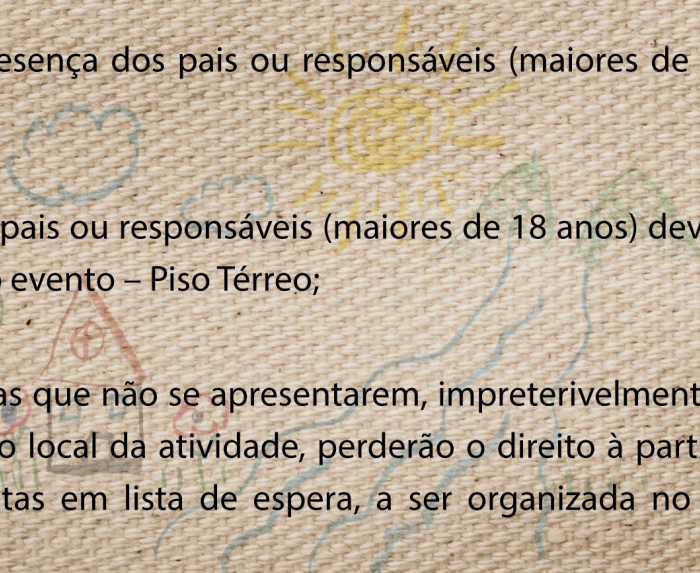 esença dos pais ou responsáveis (maiores de
pais ou responsáveis (maiores de 18 anos) dev
o evento – Piso Térreo;
as que não se apresentarem, impreterivelment
o local da atividade, perderão o direito à part
tas em lista de espera, a ser organizada no